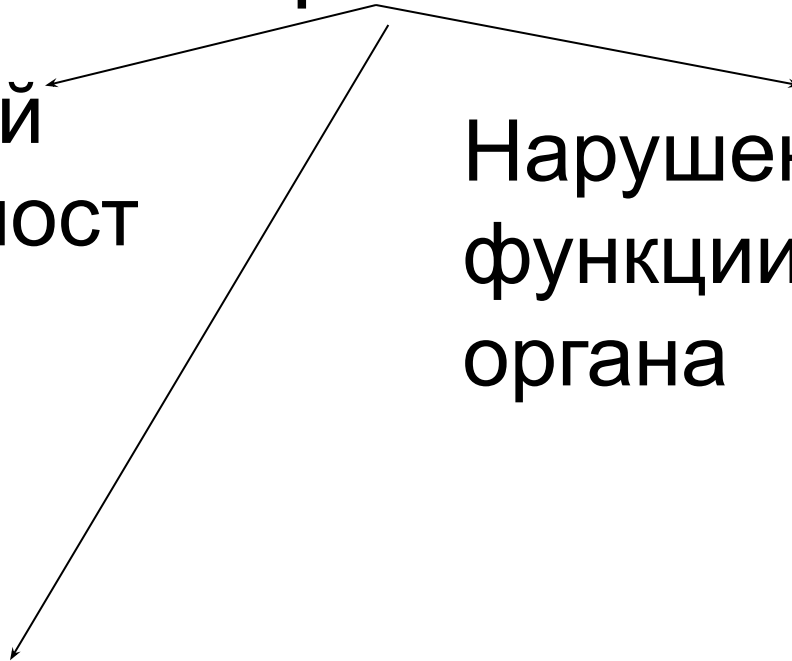 й
ност
Нарушен
функции
органа